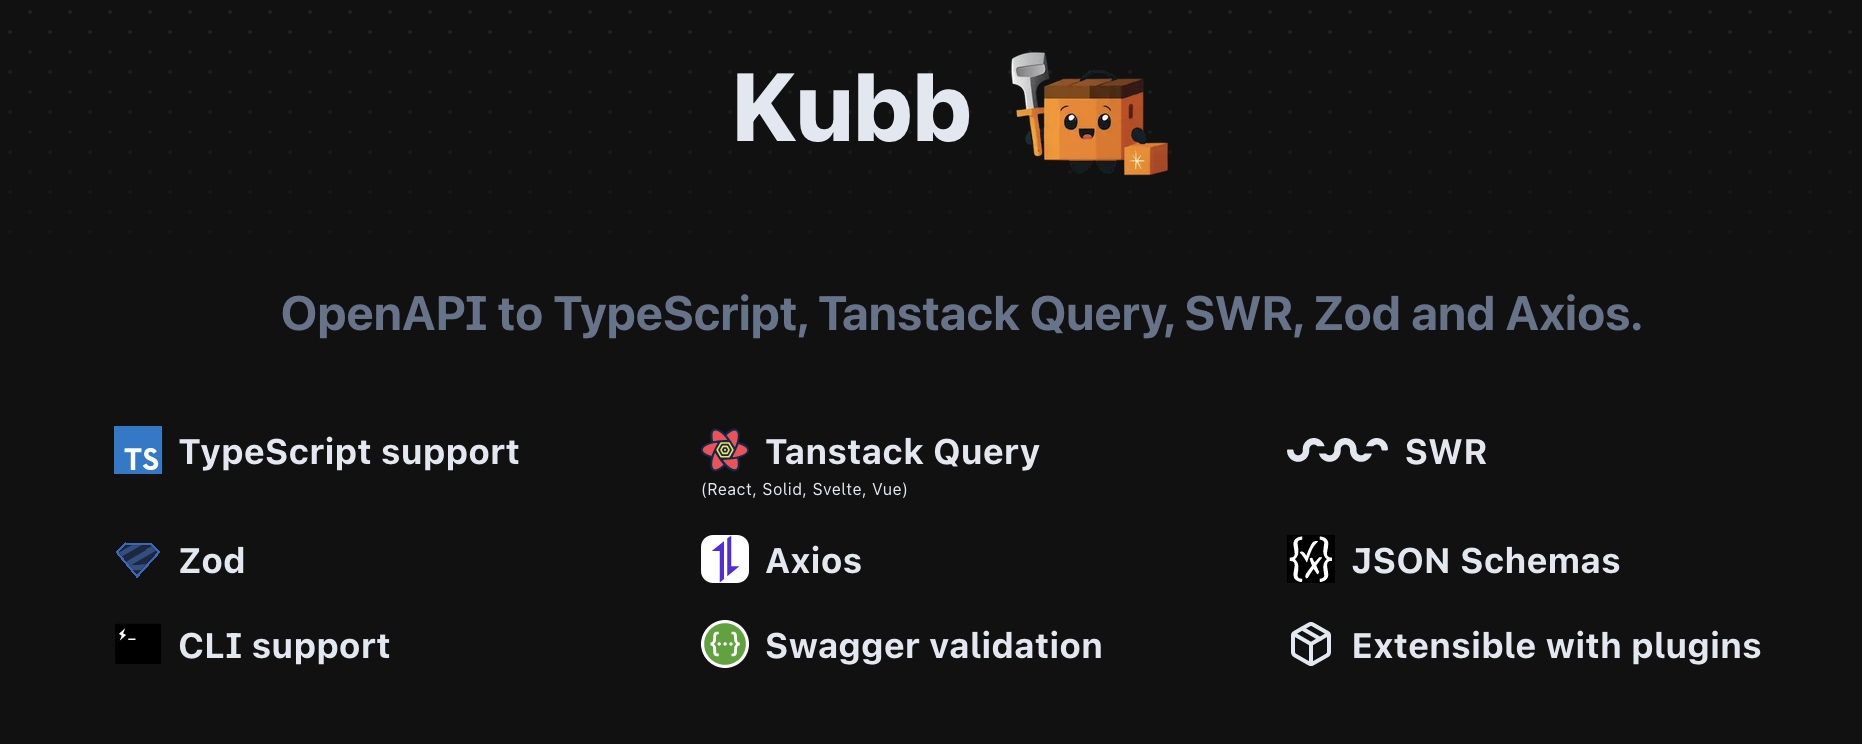 Kubb
OpenAPI to TypeScript, Tanstack Query, SWR, Zod and Axios.
TS TypeScript support
Tanstack Query
(React, Solid, Svelte, Vue)
SWR
Zod
Axios
JSON Schemas
CLI support
Swagger validation
Extensible with plugins